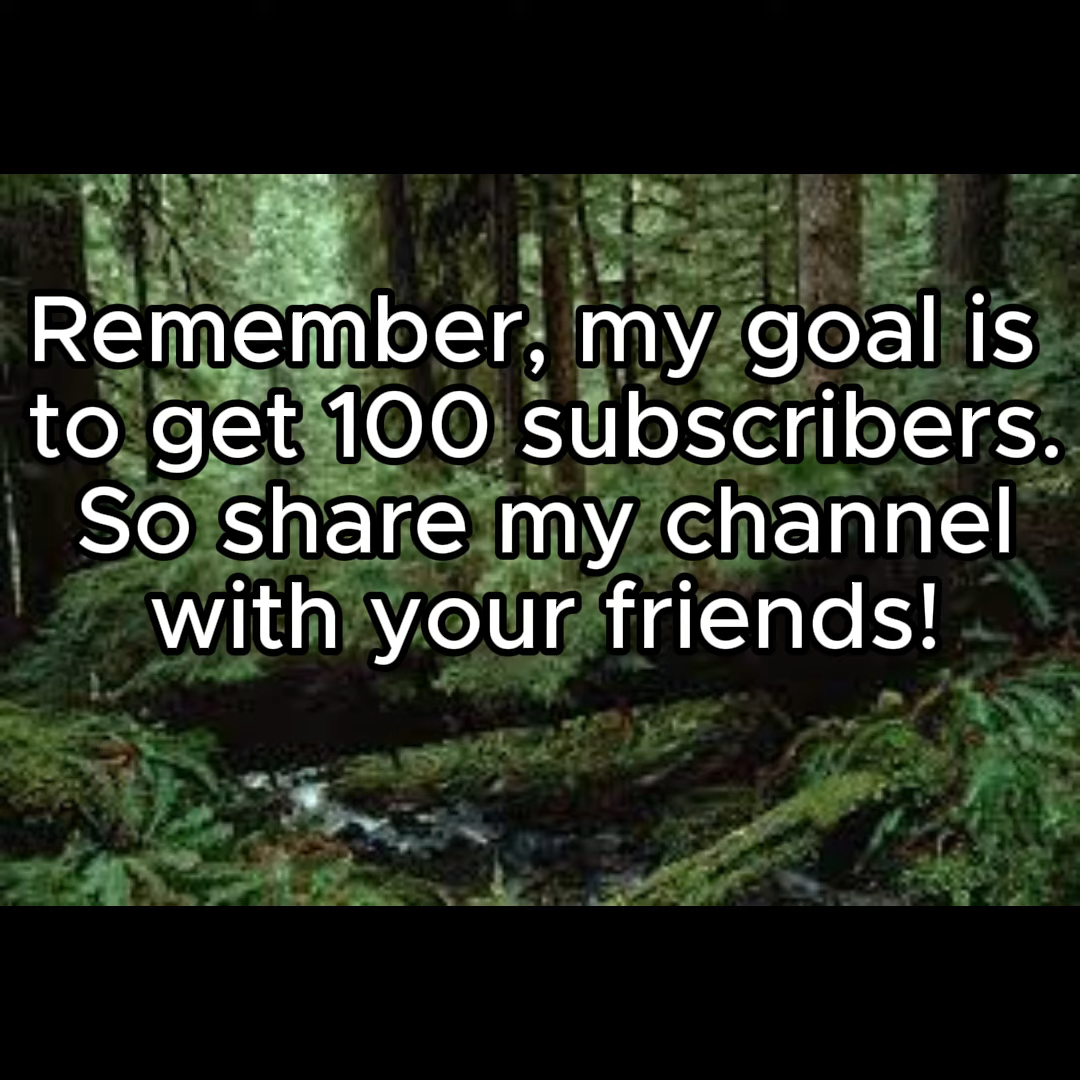 Remember, my goal is
to get 100 subscribers.
So share my channel
with your friends!